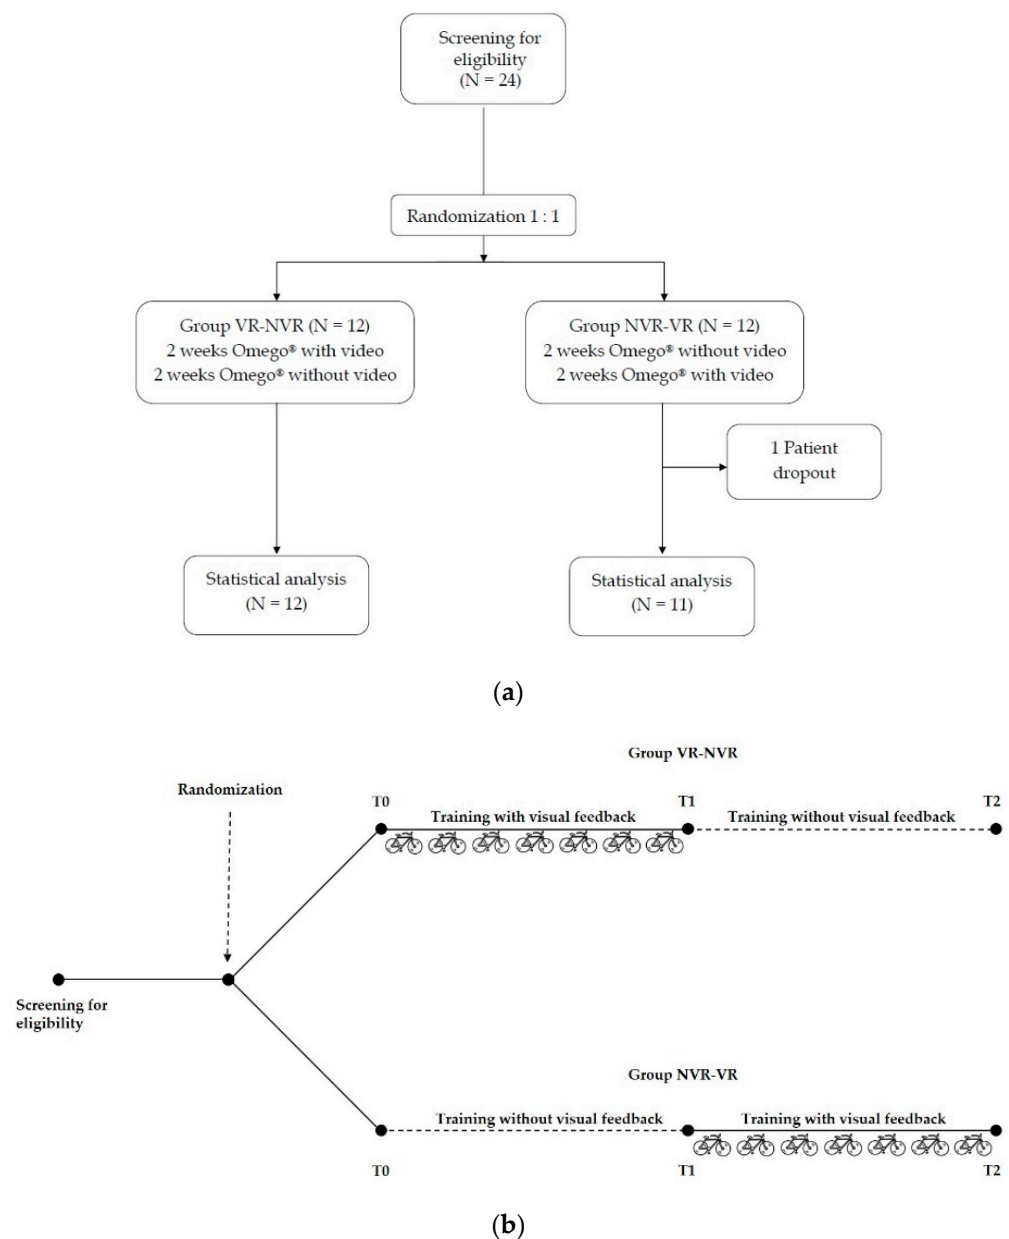 Screening for
eligibility
(N = 24)
Randomization 1 : 1
Group VR-NVR (N = 12)
2 weeks Omego® with video
2 weeks Omego® without video
Group NVR-VR (N = 12)
2 weeks Omego® without video
2 weeks Omego® with video
1 Patient
dropout
Statistical analysis
(N = 12)
Statistical analysis
(N = 11)
(a)
Group VR-NVR
Randomization
T0
T1
T2
Training with visual feedback
Training without visual feedback
Screening for
eligibility
Group NVR-VR
Training without visual feedback
Training with visual feedback
T0
T1
T2
(b)